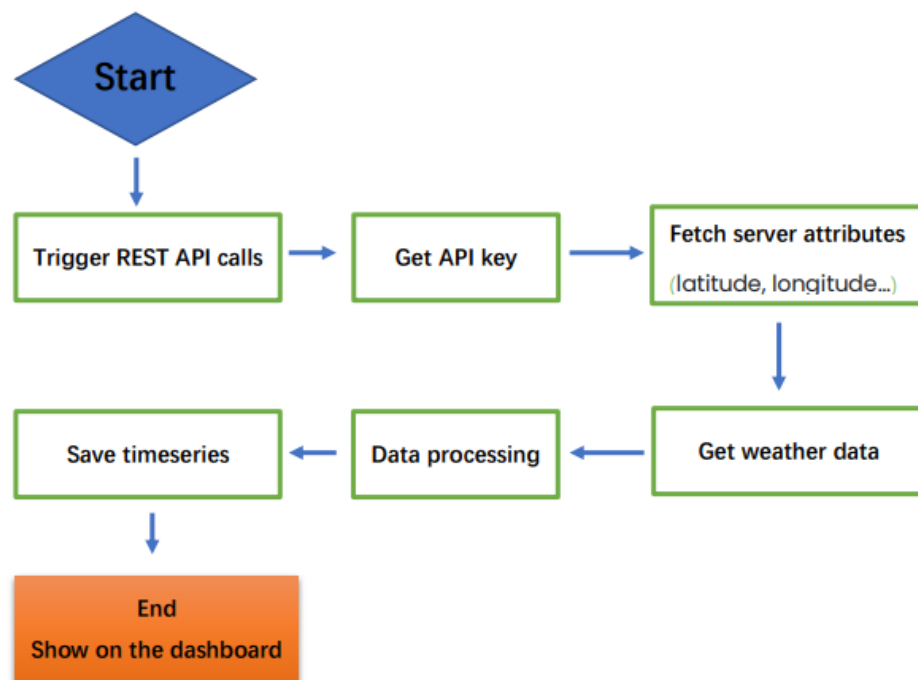 Start
Trigger REST API calls
Get API key
Fetch server attributes
(latitude, longitude...)
Get weather data
Data processing
Save timeseries
End
Show on the dashboard